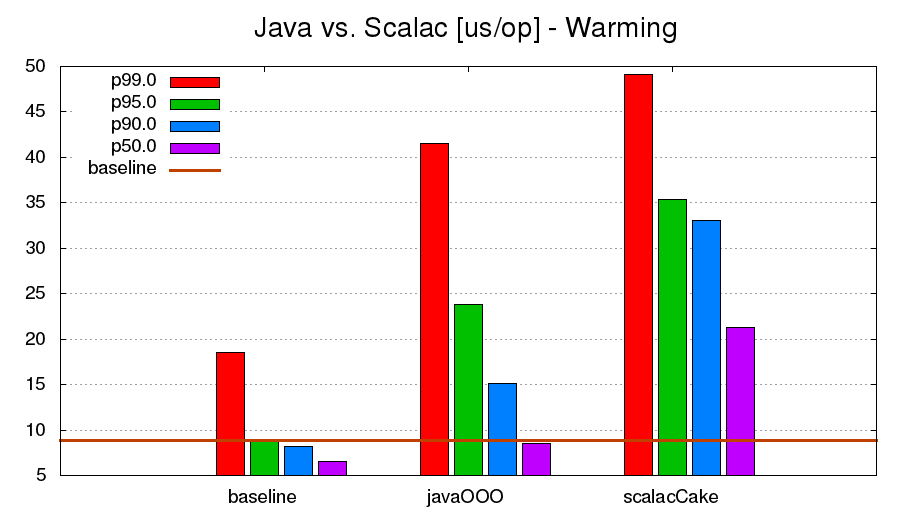 Java vs. Scalac [us/op] - Warming
50
45
40
35
30
25
20
15
10
5
p99.0
p95.0
p90.0
p50.0
baseline
baseline
javaOOO
scalacCake